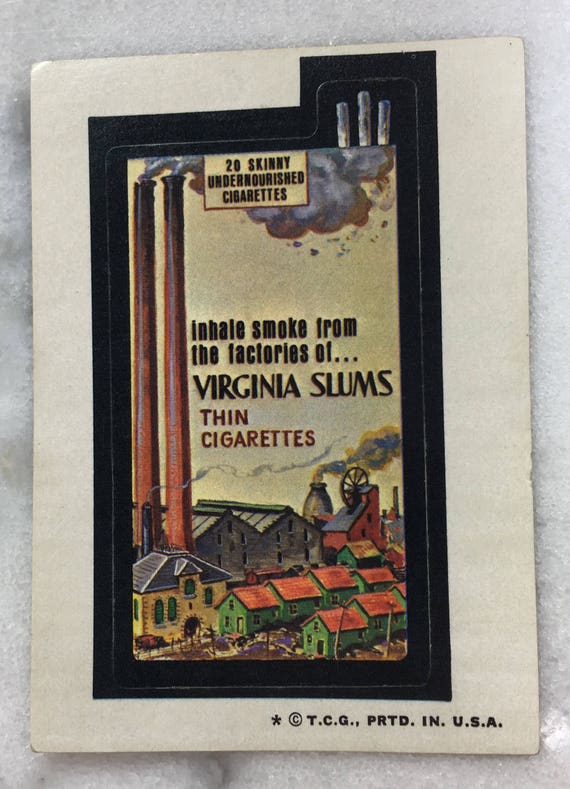 20 SKINNY
UNDERNOURISHED
CIGARETTES
inhale smoke from
the factories of...
VIRGINIA SLUMS
THIN
CIGARETTES
* © T.C.G., PRTD. IN. U.S.A.